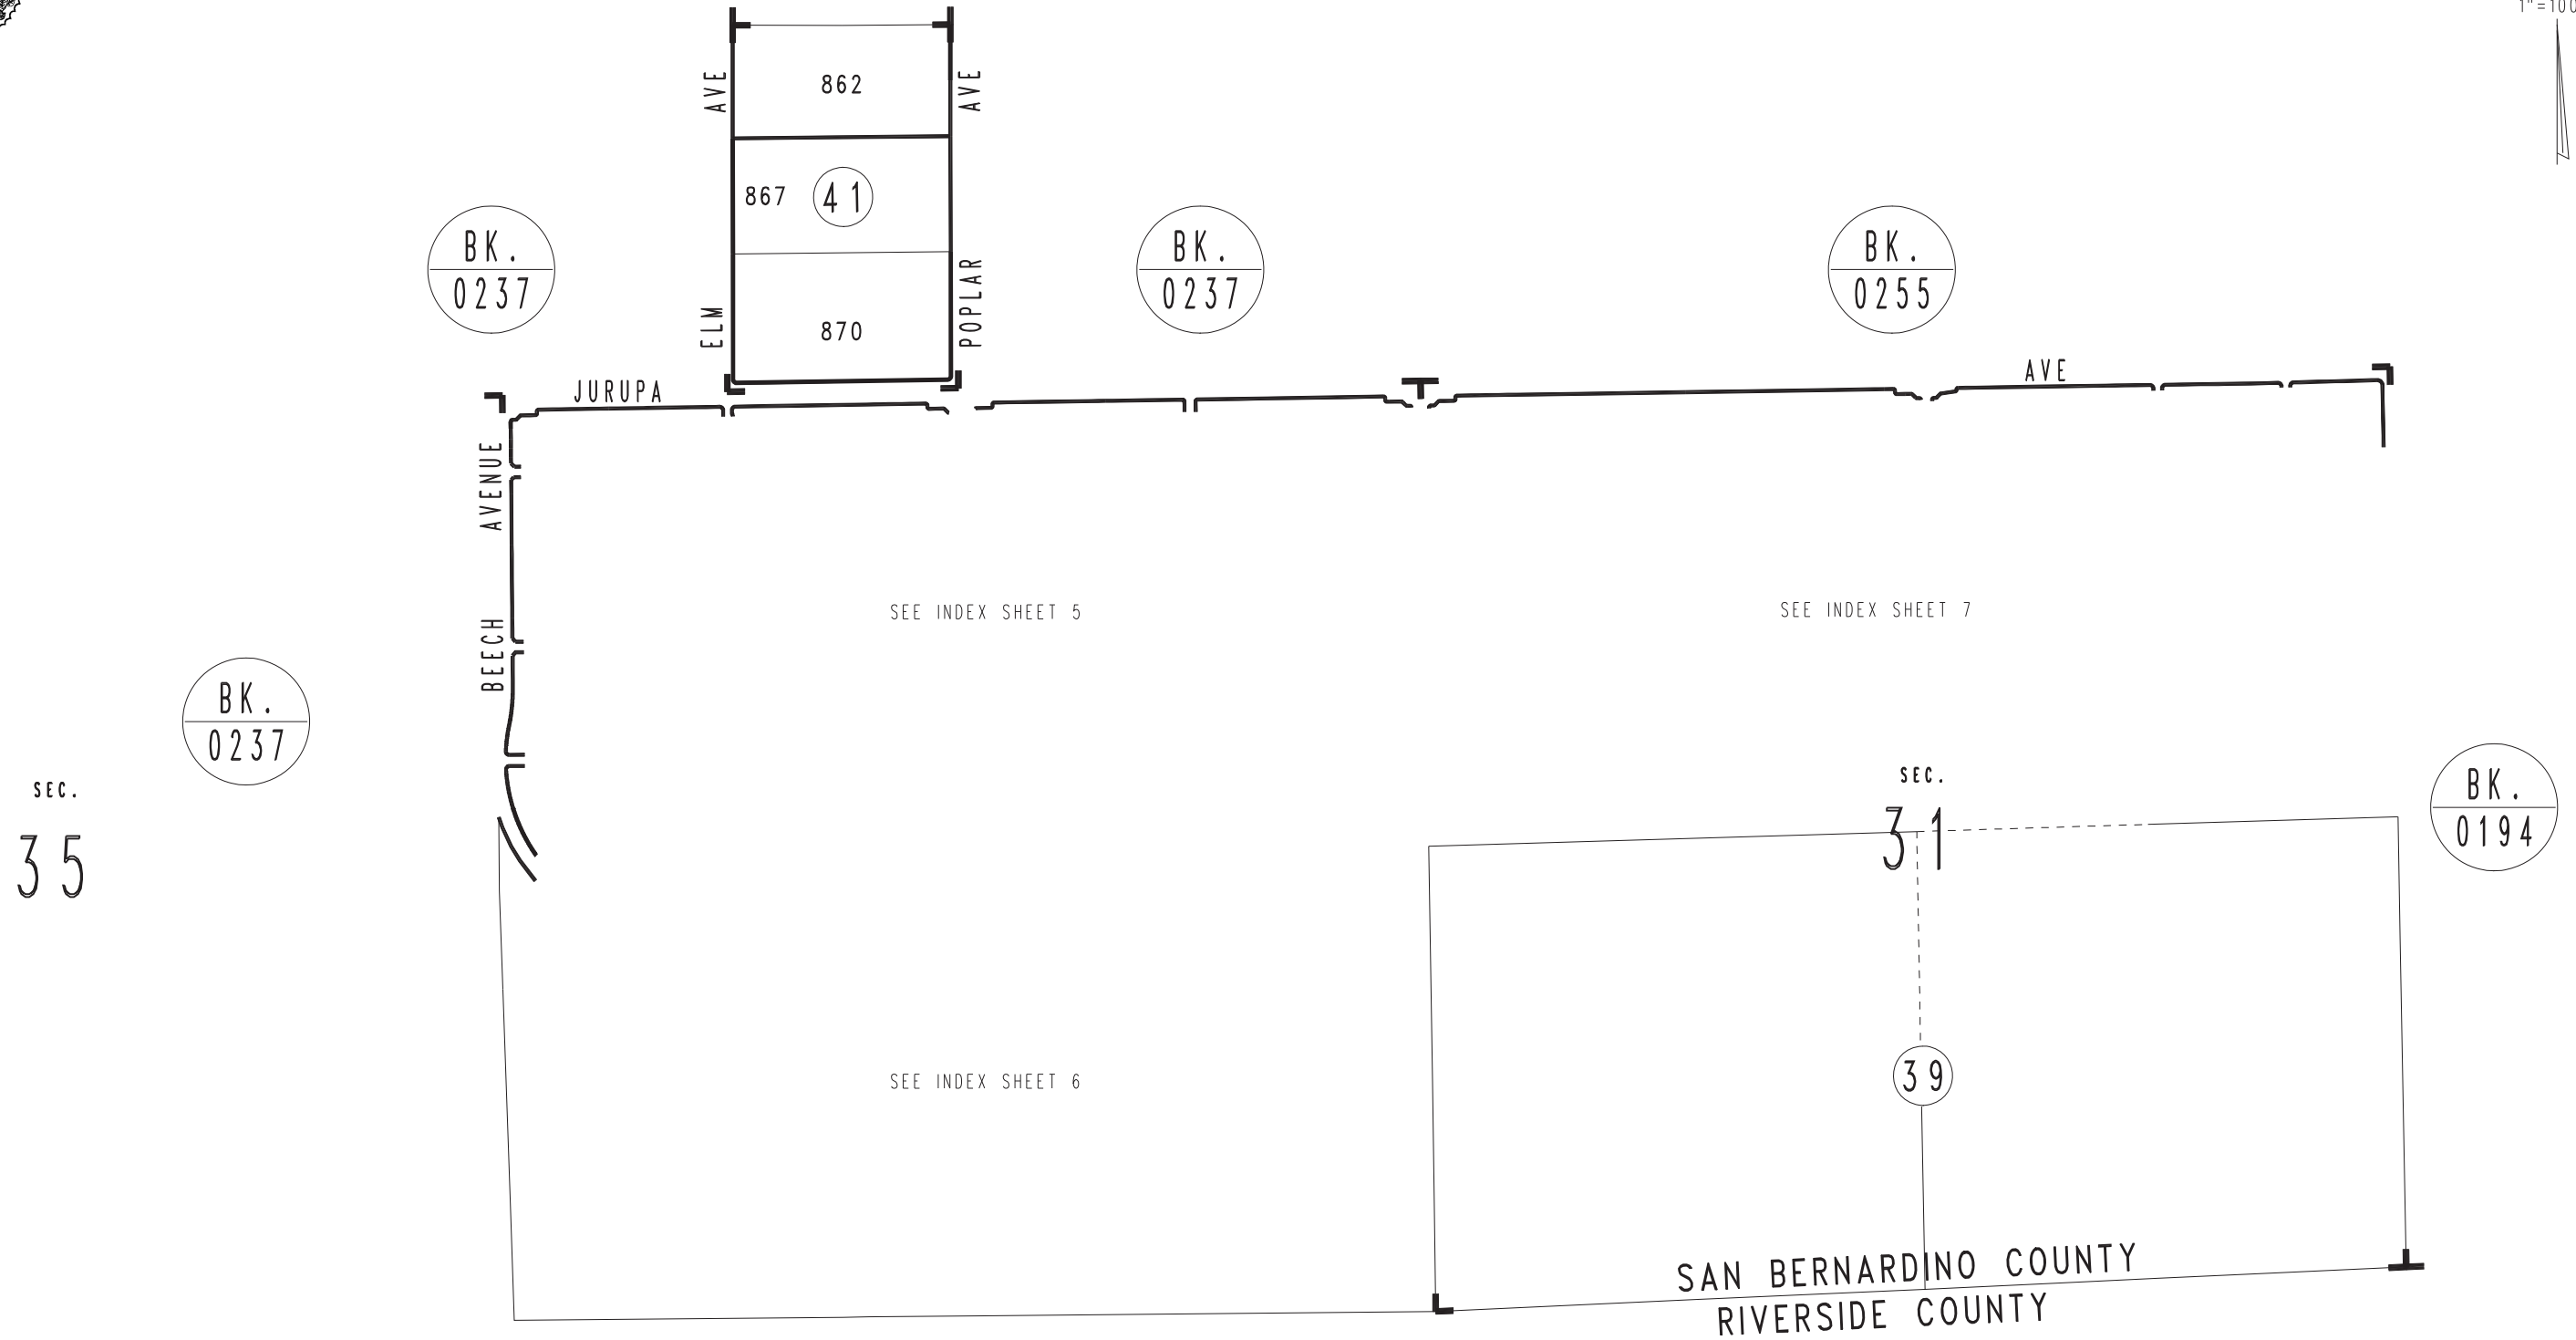 1"=100
AVE
862
AVE
867
41
BK.
0237
BK.
0237
BK.
0255
ELM
870
POPLAR
JURUPA
AVE
AVENUE
BEECH
SEE INDEX SHEET 5
SEE INDEX SHEET 7
BK.
0237
SEC.
35
SEC.
31
BK.
0194
SEE INDEX SHEET 6
39
SAN BERNARDINO COUNTY
RIVERSIDE COUNTY